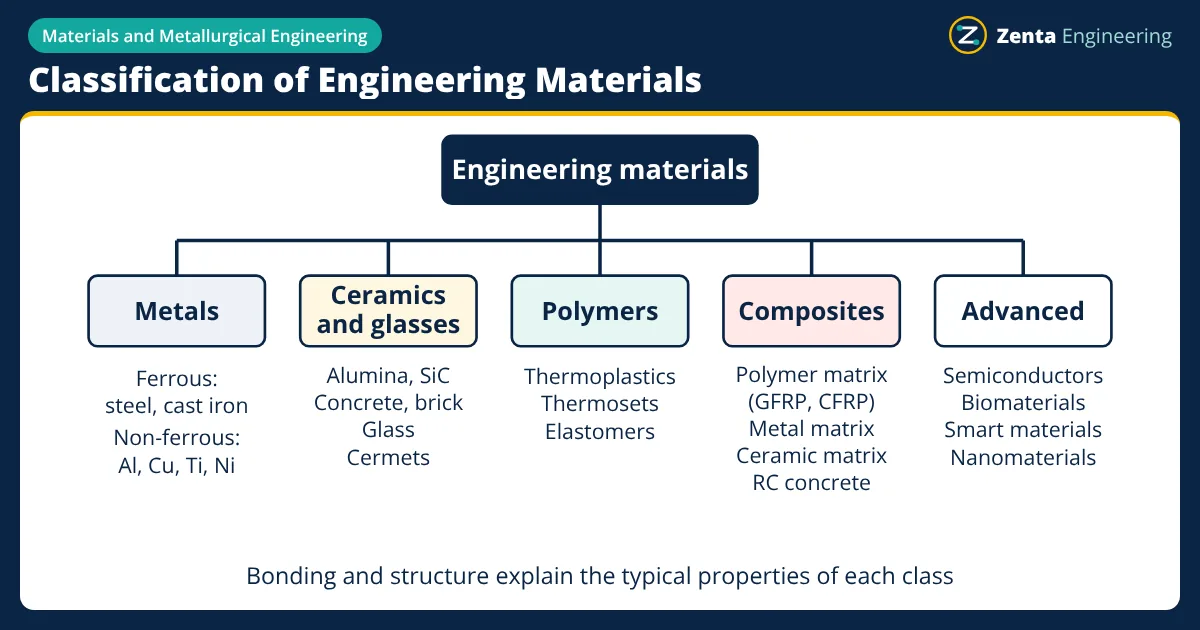 Materials and Metallurgical Engineering
Zenta Engineering
Classification of Engineering Materials
Engineering materials
Metals
Ferrous:
steel, cast iron
Non-ferrous:
Al, Cu, Ti, Ni
Ceramics
and glasses
Alumina, SiC
Concrete, brick
Glass
Cermets
Polymers
Thermoplastics
Thermosets
Elastomers
Composites
Polymer matrix
(GFRP, CFRP)
Metal matrix
Ceramic matrix
RC concrete
Advanced
Semiconductors
Biomaterials
Smart materials
Nanomaterials
Bonding and structure explain the typical properties of each class